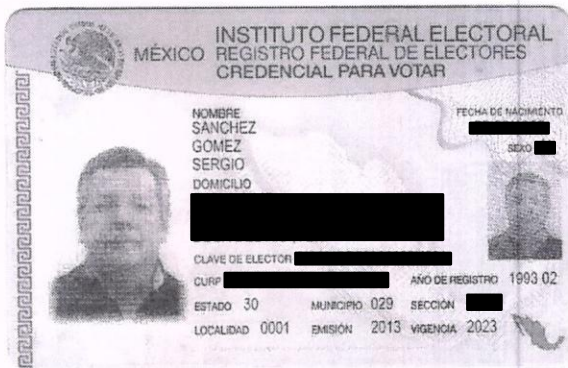 INSTITUTO FEDERAL ELECTORAL
MÉXICO REGISTRO FEDERAL DE ELECTORES
CREDENCIAL PARA VOTAR
NOMBRE
SANCHEZ
GOMEZ
SERGIO
FECHA DE NACIMIENTO
SEXO
DOMICILIO
CLAVE DE ELECTOR
CURP AÑO DE REGISTRO 1993 02
ESTADO 30 MUNICIPIO 029 SECCIÓN
LOCALIDAD 0001 EMISIÓN 2013 VIGENCIA 2023